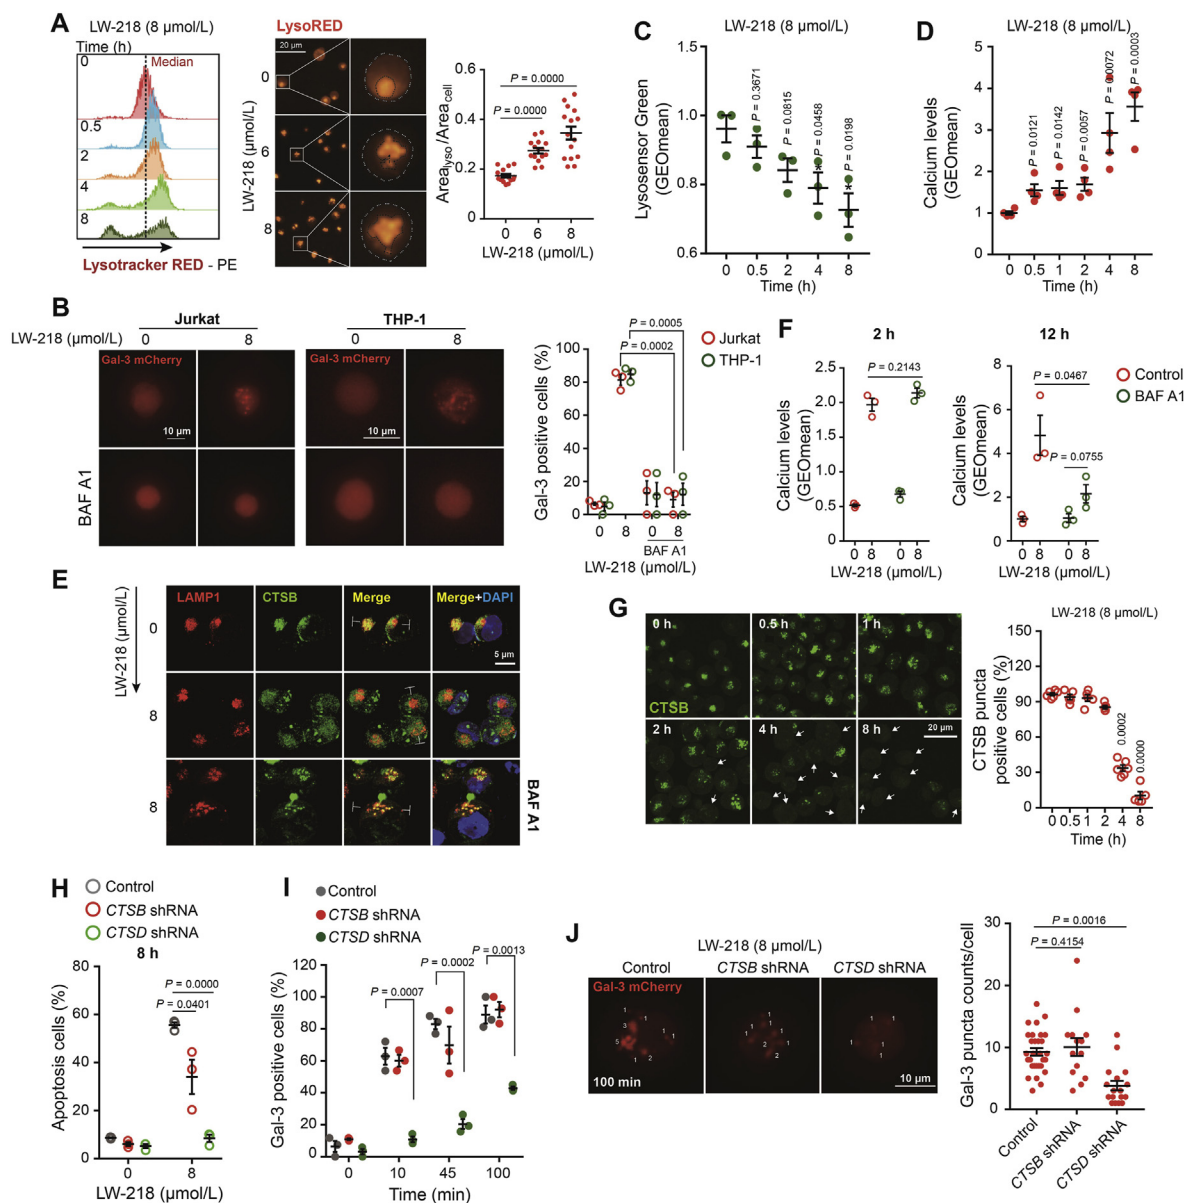 A
LW-218 (8 μmol/L)
Time (h)
Median
0
0.5
2
4
8
Lysotracker RED - PE
LysoRED
20 μm
LW-218 (μmol/L)
0
6
8
Area_lyso/Area_cell
0.6
0.4
0.2
0.0
P = 0.0000
P = 0.0000
0 6 8
LW-218 (μmol/L)
C
LW-218 (8 μmol/L)
Lysosensor Green
(GEOmean)
1.5
1.0
0.8
0.6
P = 0.3671
P = 0.0815
P = 0.0458
P = 0.0198
*
*
0 0.5 2 4 8
Time (h)
D
LW-218 (8 μmol/L)
Calcium levels
(GEOmean)
5
4
3
2
1
0
P = 0.0121
P = 0.0142
P = 0.0057
P = 0.00072
P = 0.0003
0 0.5 1 2 4 8
Time (h)
B
Jurkat
THP-1
LW-218 (μmol/L)
0 8 0 8
Gal-3 mCherry
Gal-3 mCherry
10 μm
10 μm
BAF A1
Gal-3 positive cells (%)
100
80
60
40
20
0
P = 0.0005
P = 0.0002
Jurkat
THP-1
0 8 0 8
BAF A1
LW-218 (μmol/L)
F
2 h
12 h
Calcium levels
(GEOmean)
2.5
2.0
1.5
1.0
0.5
0.0
P = 0.2143
0 8 0 8
LW-218 (μmol/L)
Calcium levels
(GEOmean)
8
6
4
2
0
P = 0.0467
P = 0.0755
Control
BAF A1
0 8 0 8
LW-218 (μmol/L)
E
LW-218 (μmol/L)
LAMP1
CTSB
Merge
Merge+DAPI
0
5 μm
8
8
BAF A1
G
0 h
0.5 h
1 h
CTSB
2 h
4 h
8 h
20 μm
LW-218 (8 μmol/L)
CTSB puncta
positive cells (%)
150
120
90
60
30
0
0.0002
0.0000
0 0.5 1 2 4 8
Time (h)
H
Control
CTSB shRNA
CTSD shRNA
8 h
Apoptosis cells (%)
80
60
40
20
0
P = 0.0000
P = 0.0401
0 8
LW-218 (μmol/L)
I
Control
CTSB shRNA
CTSD shRNA
Gal-3 positive cells (%)
120
100
80
60
40
20
0
P = 0.0007
P = 0.0002
P = 0.0013
0 10 45 100
Time (min)
J
LW-218 (8 μmol/L)
Control
CTSB shRNA
CTSD shRNA
Gal-3 mCherry
100 min
10 μm
Gal-3 puncta counts/cell
30
20
10
0
P = 0.0016
P = 0.4154
Control
CTSB shRNA
CTSD shRNA